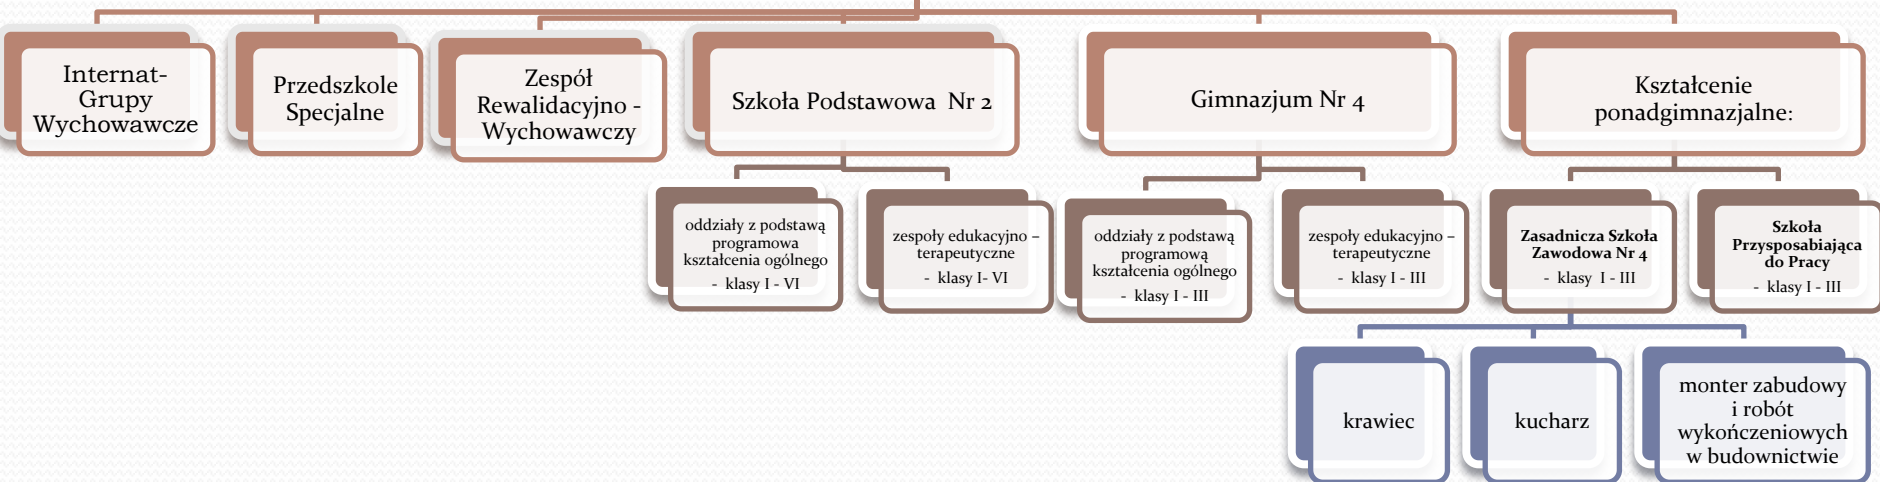 Internat-
Grupy
Wychowawcze
Przedszkole
Specjalne
Zespół
Rewalidacyjno -
Wychowawczy
Szkoła Podstawowa  Nr 2
Gimnazjum Nr 4
Kształcenie
ponadgimnazjalne:
oddziały z podstawą
programowa
kształcenia ogólnego
- klasy I - VI
zespoły edukacyjno –
terapeutyczne
- klasy I- VI
oddziały z podstawą
programową
kształcenia ogólnego
- klasy I - III
zespoły edukacyjno –
terapeutyczne
- klasy I - III
Zasadnicza Szkoła
Zawodowa Nr 4
- klasy  I - III
Szkoła
Przysposabiająca
do Pracy
- klasy I - III
krawiec
kucharz
monter zabudowy
i robót
wykończeniowych
w budownictwie